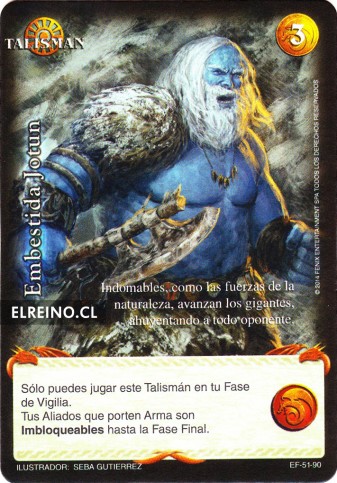 TALISMAN
3
Embestida Jotun
© 2014 FENIX ENTERTAINMENT SPA TODOS LOS DERECHOS RESERVADOS
Indomables, como las fuerzas de la
naturaleza, avanzan los gigantes,
ahuyentando a todo oponente.
ELREINO.CL
Sólo puedes jugar este Talismán en tu Fase
de Vigilia.
Tus Aliados que porten Arma son
Imbloqueables hasta la Fase Final.
ILUSTRADOR: SEBA GUTIERREZ
EF-51-90